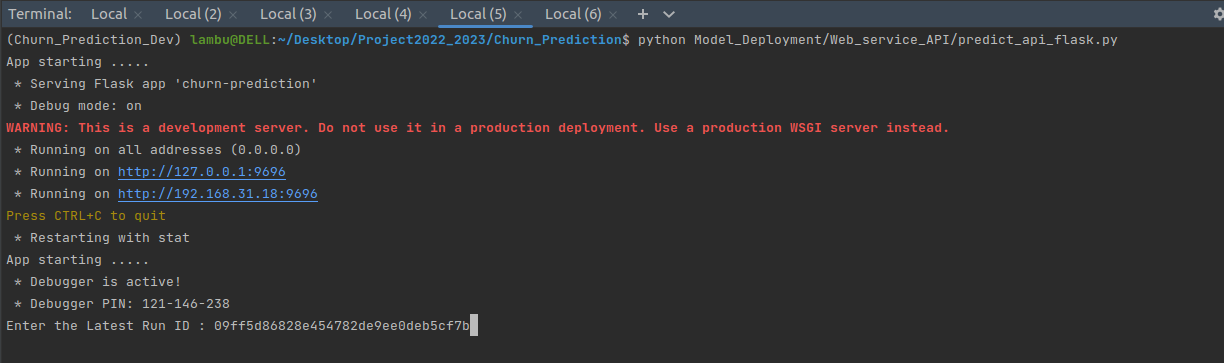 Terminal: Local × Local (2) × Local (3) × Local (4) × Local (5) × Local (6) × +
(Churn_Prediction_Dev) lambu@DELL:~/Desktop/Project2022_2023/Churn_Prediction$ python Model_Deployment/Web_service_API/predict_api_flask.py
App starting .....
* Serving Flask app 'churn-prediction'
* Debug mode: on
WARNING: This is a development server. Do not use it in a production deployment. Use a production WSGI server instead.
* Running on all addresses (0.0.0.0)
* Running on http://127.0.0.1:9696
* Running on http://192.168.31.18:9696
Press CTRL+C to quit
* Restarting with stat
App starting .....
* Debugger is active!
* Debugger PIN: 121-146-238
Enter the Latest Run ID : 09ff5d86828e454782de9ee0deb5cf7b